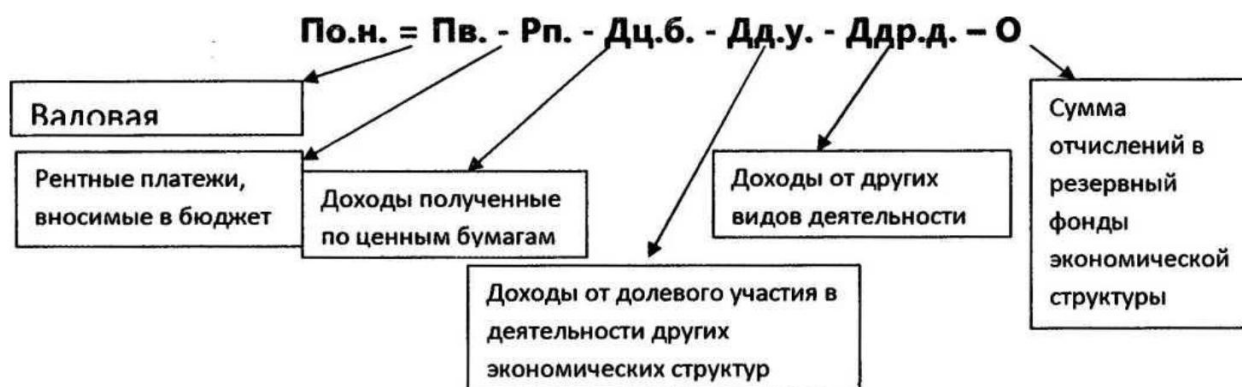 По.н. = Пв. - Рп. - Дц.б. - Дд.у. - Ддр.д. – О
Валовая
Рентные платежи,
вносимые в бюджет
Доходы полученные
по ценным бумагам
Доходы от долевого участия в
деятельности других
экономических структур
Доходы от других
видов деятельности
Сумма
отчислений в
резервный
фонды
экономической
структуры